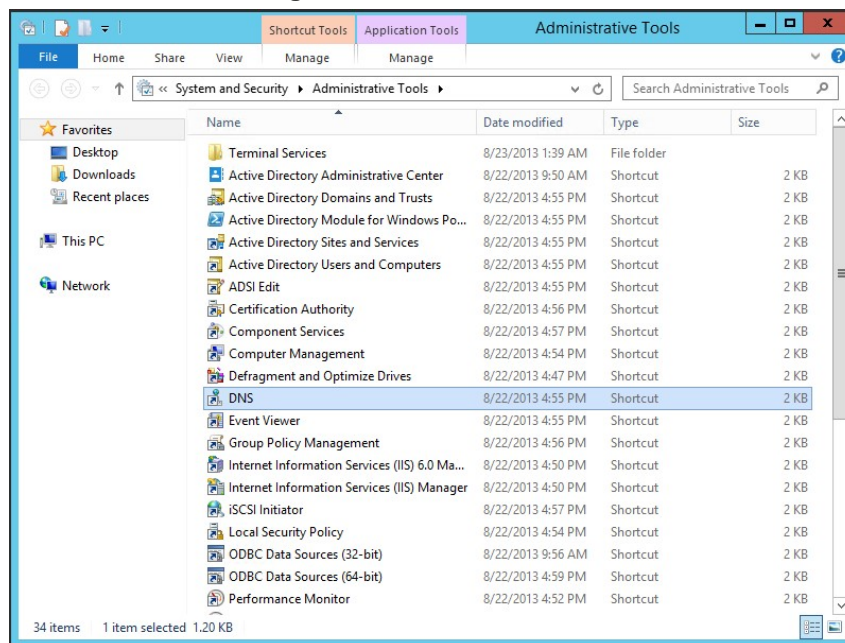 Shortcut Tools Application Tools Administrative Tools
File Home Share View Manage Manage
« System and Security Administrative Tools Search Administrative Tools
Name Date modified Type Size
Favorites
Desktop
Downloads
Recent places
This PC
Network
Terminal Services 8/23/2013 1:39 AM File folder
Active Directory Administrative Center 8/22/2013 9:50 AM Shortcut 2 KB
Active Directory Domains and Trusts 8/22/2013 4:55 PM Shortcut 2 KB
Active Directory Module for Windows Po... 8/22/2013 4:55 PM Shortcut 2 KB
Active Directory Sites and Services 8/22/2013 4:55 PM Shortcut 2 KB
Active Directory Users and Computers 8/22/2013 4:55 PM Shortcut 2 KB
ADSI Edit 8/22/2013 4:55 PM Shortcut 2 KB
Certification Authority 8/22/2013 4:56 PM Shortcut 2 KB
Component Services 8/22/2013 4:57 PM Shortcut 2 KB
Computer Management 8/22/2013 4:54 PM Shortcut 2 KB
Defragment and Optimize Drives 8/22/2013 4:47 PM Shortcut 2 KB
DNS 8/22/2013 4:55 PM Shortcut 2 KB
Event Viewer 8/22/2013 4:55 PM Shortcut 2 KB
Group Policy Management 8/22/2013 4:56 PM Shortcut 2 KB
Internet Information Services (IIS) 6.0 Ma... 8/22/2013 4:50 PM Shortcut 2 KB
Internet Information Services (IIS) Manager 8/22/2013 4:50 PM Shortcut 2 KB
iSCSI Initiator 8/22/2013 4:57 PM Shortcut 2 KB
Local Security Policy 8/22/2013 4:54 PM Shortcut 2 KB
ODBC Data Sources (32-bit) 8/22/2013 9:56 AM Shortcut 2 KB
ODBC Data Sources (64-bit) 8/22/2013 4:59 PM Shortcut 2 KB
Performance Monitor 8/22/2013 4:52 PM Shortcut 2 KB
34 items 1 item selected 1.20 KB